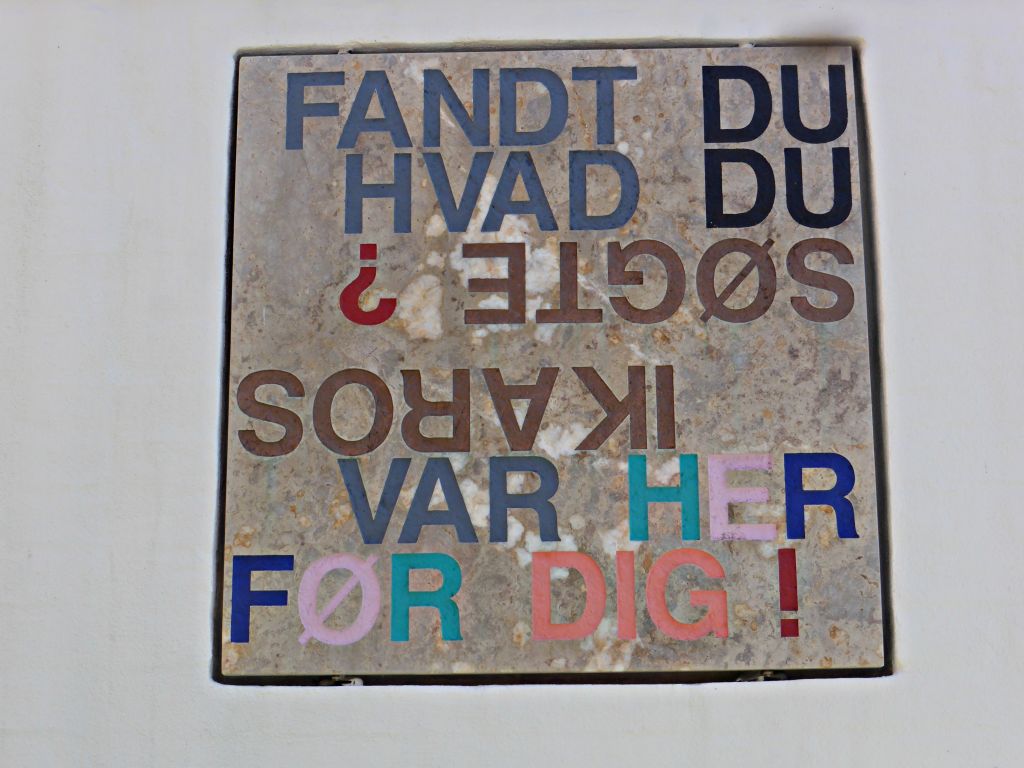 FANDT DU
HVAD DU
SØGTE ?
IKAROS
VAR HER
FØR DIG !